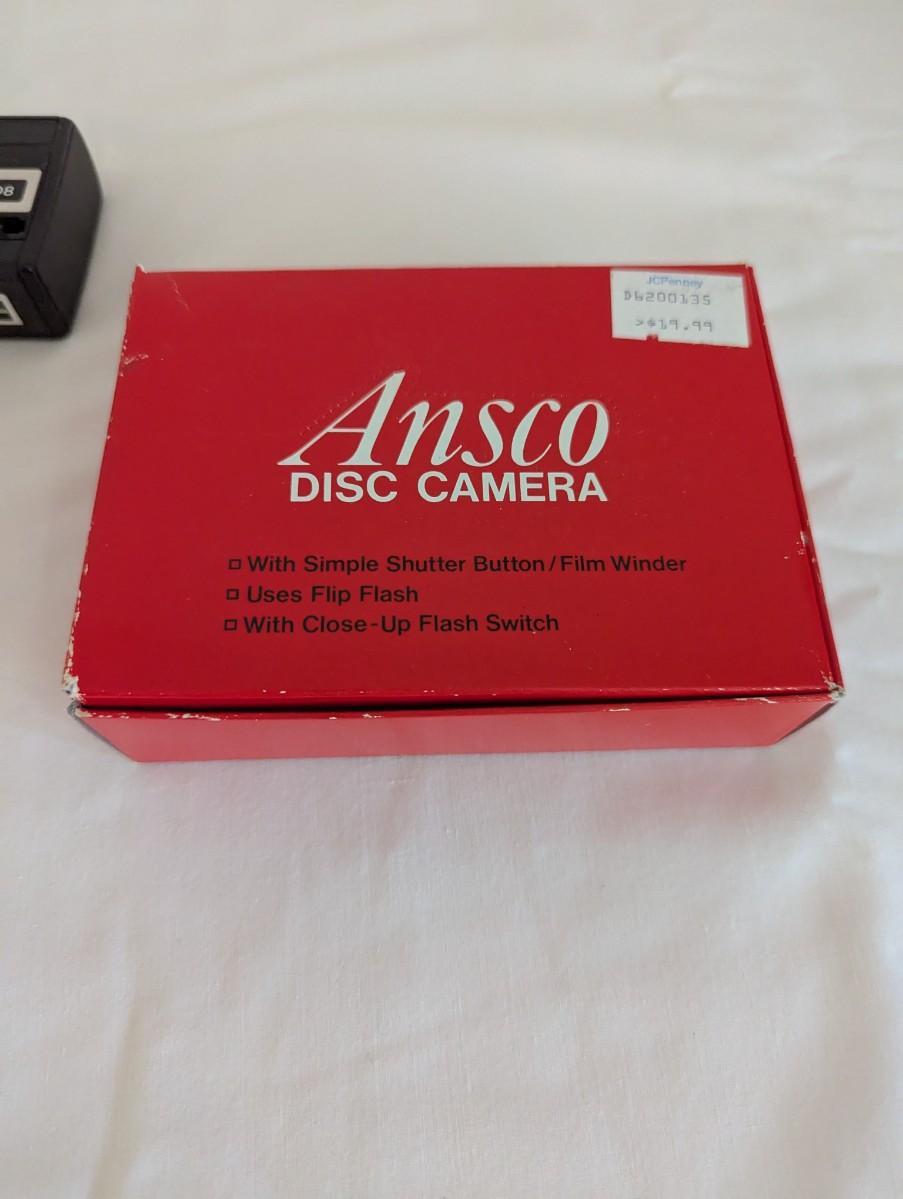 JCPenney
D6200135
>$19.99
Ansco
DISC CAMERA
With Simple Shutter Button/Film Winder
Uses Flip Flash
With Close-Up Flash Switch